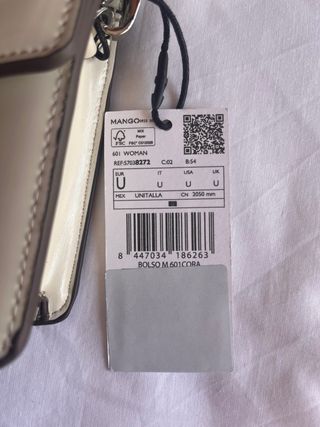 MANGO
FSC
MIX
Paper
601 WOMAN
REF:57038272 C:02 B:54
EUR IT USA UK
U U U U
MEX UNITALLA CN 2050 mm
8 447034 186263
BOLSO M 601CORA